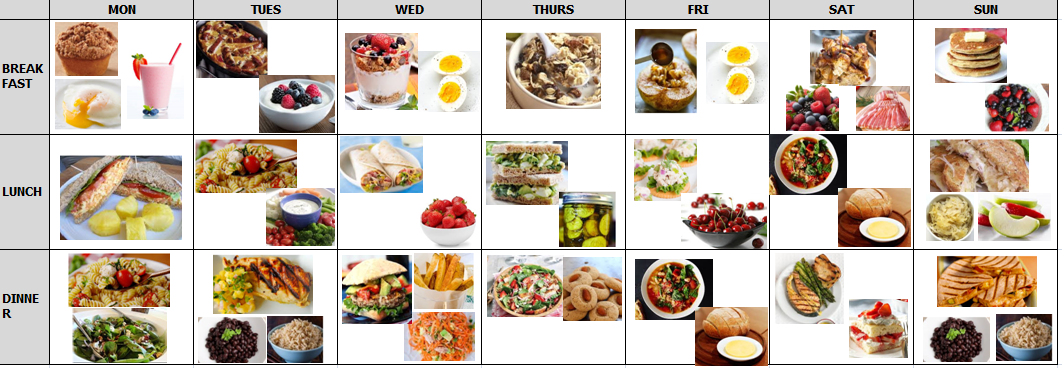 MON TUES WED THURS FRI SAT SUN
BREAK
FAST
LUNCH
DINNE
R